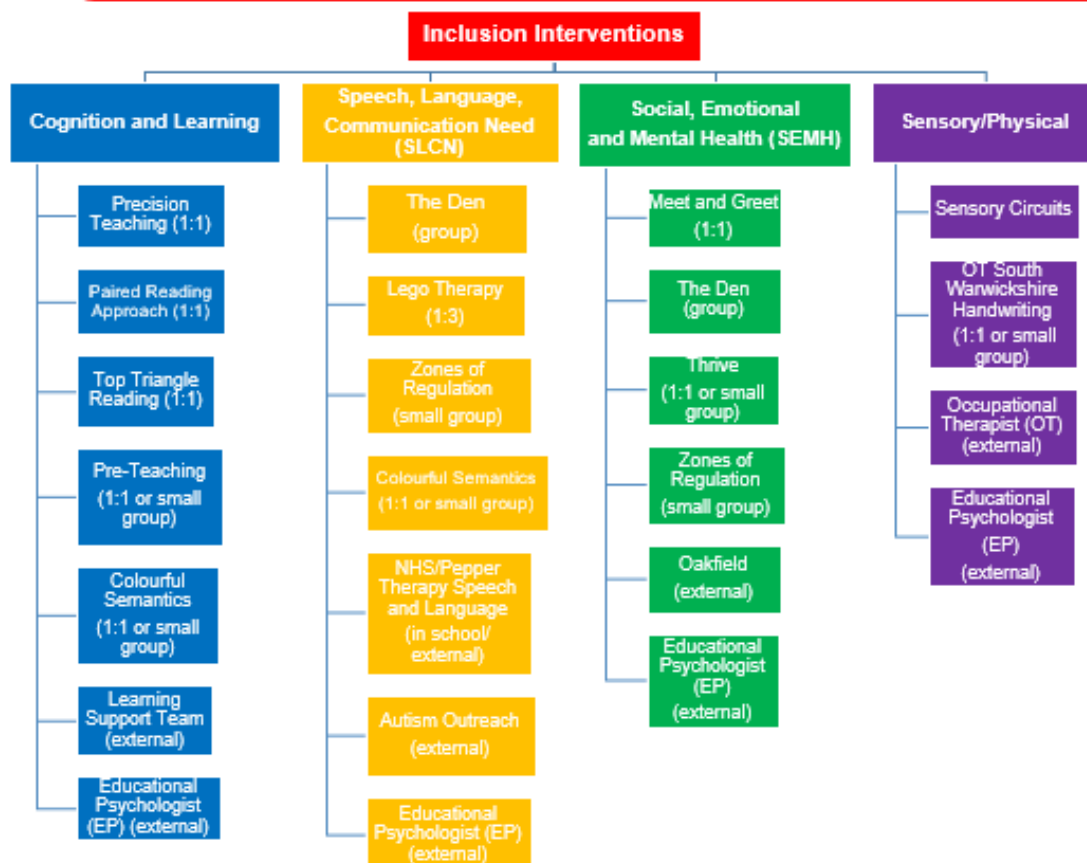 Inclusion Interventions
Cognition and Learning
Precision
Teaching (1:1)
Paired Reading
Approach (1:1)
Top Triangle
Reading (1:1)
Pre-Teaching
(1:1 or small
group)
Colourful
Semantics
(1:1 or small
group)
Learning
Support Team
(external)
Educational
Psychologist
(EP) (external)
Speech, Language,
Communication Need
(SLCN)
The Den
(group)
Lego Therapy
(1:3)
Zones of
Regulation
(small group)
Colourful Semantics
(1:1 or small group)
NHS/Pepper
Therapy Speech
and Language
(in school/
external)
Autism Outreach
(external)
Educational
Psychologist (EP)
(external)
Social, Emotional
and Mental Health (SEMH)
Meet and Greet
(1:1)
The Den
(group)
Thrive
(1:1 or small
group)
Zones of
Regulation
(small group)
Oakfield
(external)
Educational
Psychologist
(EP)
(external)
Sensory/Physical
Sensory Circuits
OT South
Warwickshire
Handwriting
(1:1 or small
group)
Occupational
Therapist (OT)
(external)
Educational
Psychologist
(EP)
(external)